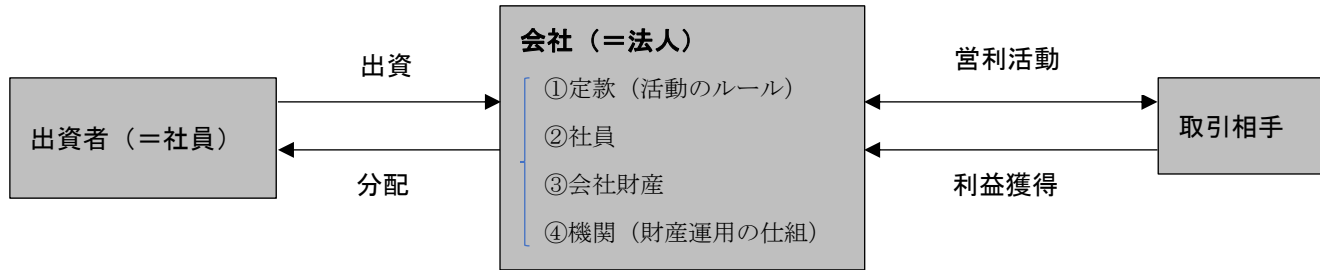 出資者(=社員)
出資
分配
会社(=法人)
①定款(活動のルール)
②社員
③会社財産
④機関(財産運用の仕組)
営利活動
利益獲得
取引相手